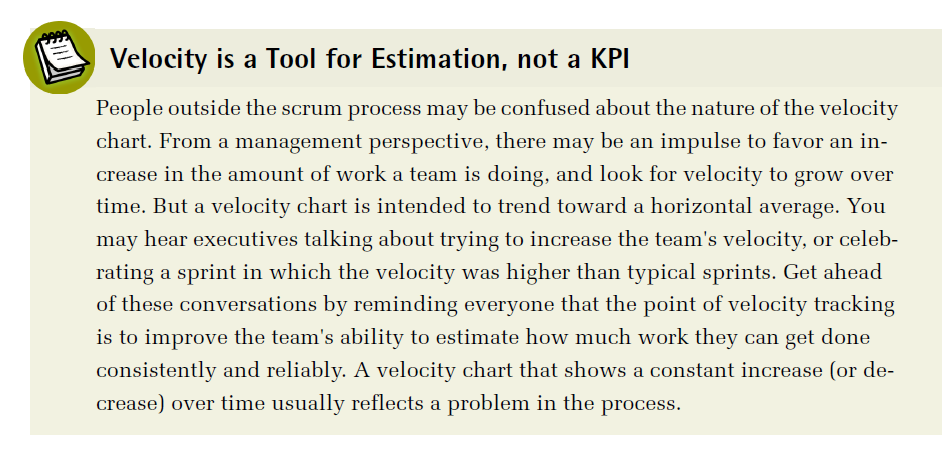 Velocity is a Tool for Estimation, not a KPI
People outside the scrum process may be confused about the nature of the velocity
chart. From a management perspective, there may be an impulse to favor an in-
crease in the amount of work a team is doing, and look for velocity to grow over
time. But a velocity chart is intended to trend toward a horizontal average. You
may hear executives talking about trying to increase the team's velocity, or celeb-
rating a sprint in which the velocity was higher than typical sprints. Get ahead
of these conversations by reminding everyone that the point of velocity tracking
is to improve the team's ability to estimate how much work they can get done
consistently and reliably. A velocity chart that shows a constant increase (or de-
crease) over time usually reflects a problem in the process.